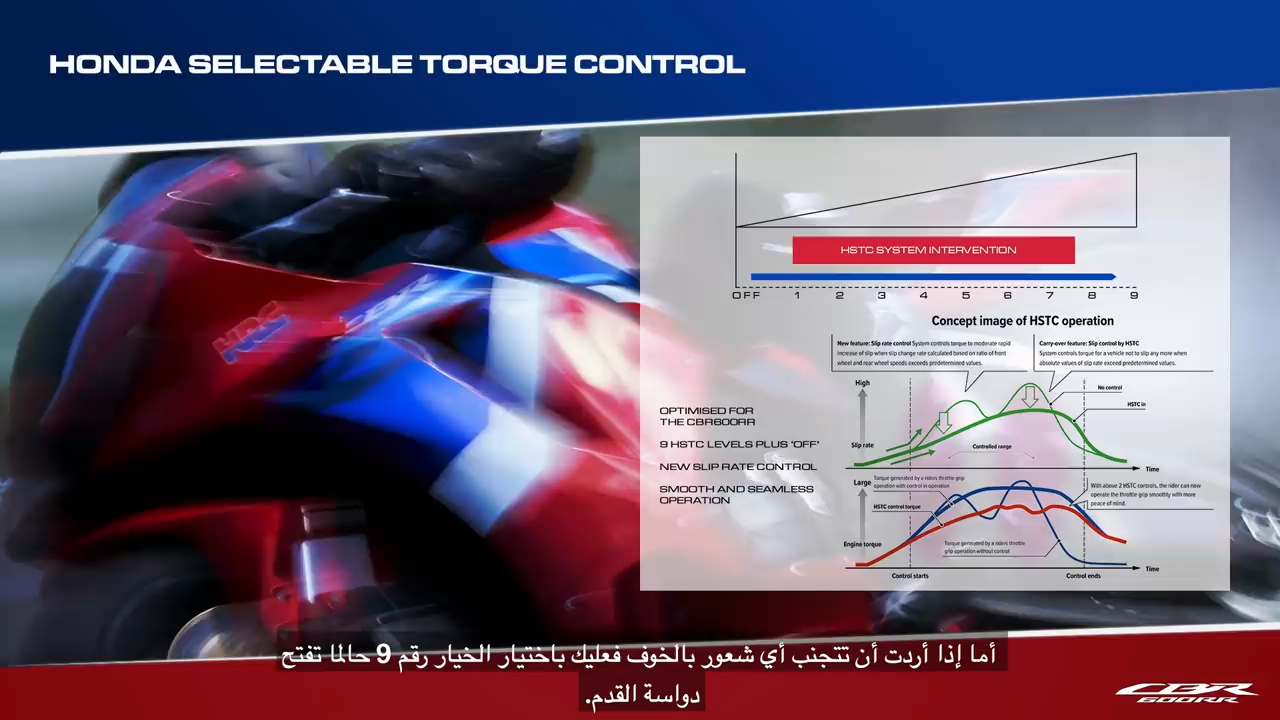 HONDA SELECTABLE TORQUE CONTROL
HRC
HSTC SYSTEM INTERVENTION
OFF 1 2 3 4 5 6 7 8 9
Concept image of HSTC operation
New feature: Slip rate control System controls torque to moderate rapid
increase of slip when slip change rate calculated based on ratio of front
wheel and rear wheel speeds exceeds predetermined values.
Carry-over feature: Slip control by HSTC
System controls torque for a vehicle not to slip any more when
absolute values of slip rate exceed predetermined values.
High
No control
HSTC in
Slip rate
Controlled range
Time
OPTIMISED FOR
THE CBR600RR
9 HSTC LEVELS PLUS 'OFF'
NEW SLIP RATE CONTROL
SMOOTH AND SEAMLESS
OPERATION
Large
Torque generated by a riders throttle grip
operation with control in operation
HSTC control torque
With above 2 HSTC controls, the rider can now
operate the throttle grip smoothly with more
peace of mind.
Engine torque
Torque generated by a riders throttle
grip operation without control
Time
Control starts
Control ends
أما إذا أردت أن تتجنب أي شعور بالخوف فعليك باختيار الخيار رقم 9 حالما تفتح
دواسة القدم.
CBR
600RR